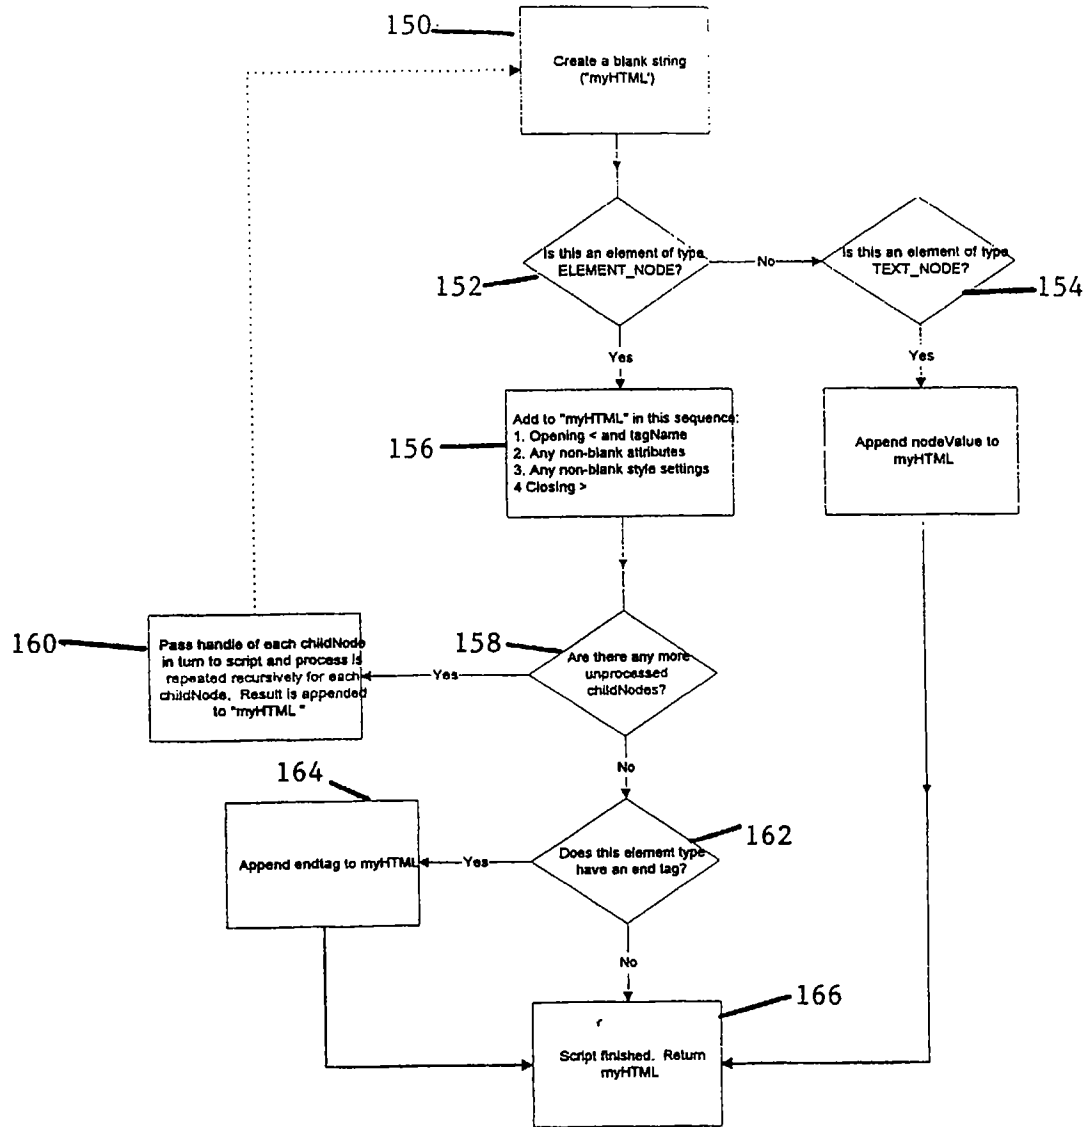 150
Create a blank string
("myHTML')
Is this an element of type
ELEMENT_NODE?
152
No
Is this an element of type
TEXT_NODE?
154
Yes
Yes
156
Add to "myHTML" in this sequence:
1. Opening < and tagName
2. Any non-blank attributes
3. Any non-blank style settings
4 Closing >
Append nodeValue to
myHTML
160
Pass handle of each childNode
in turn to script and process is
repeated recursively for each
childNode. Result is appended
to "myHTML "
Yes
158
Are there any more
unprocessed
childNodes?
No
164
Append endtag to myHTML
Yes
162
Does this element type
have an end tag?
No
166
Script finished. Return
myHTML